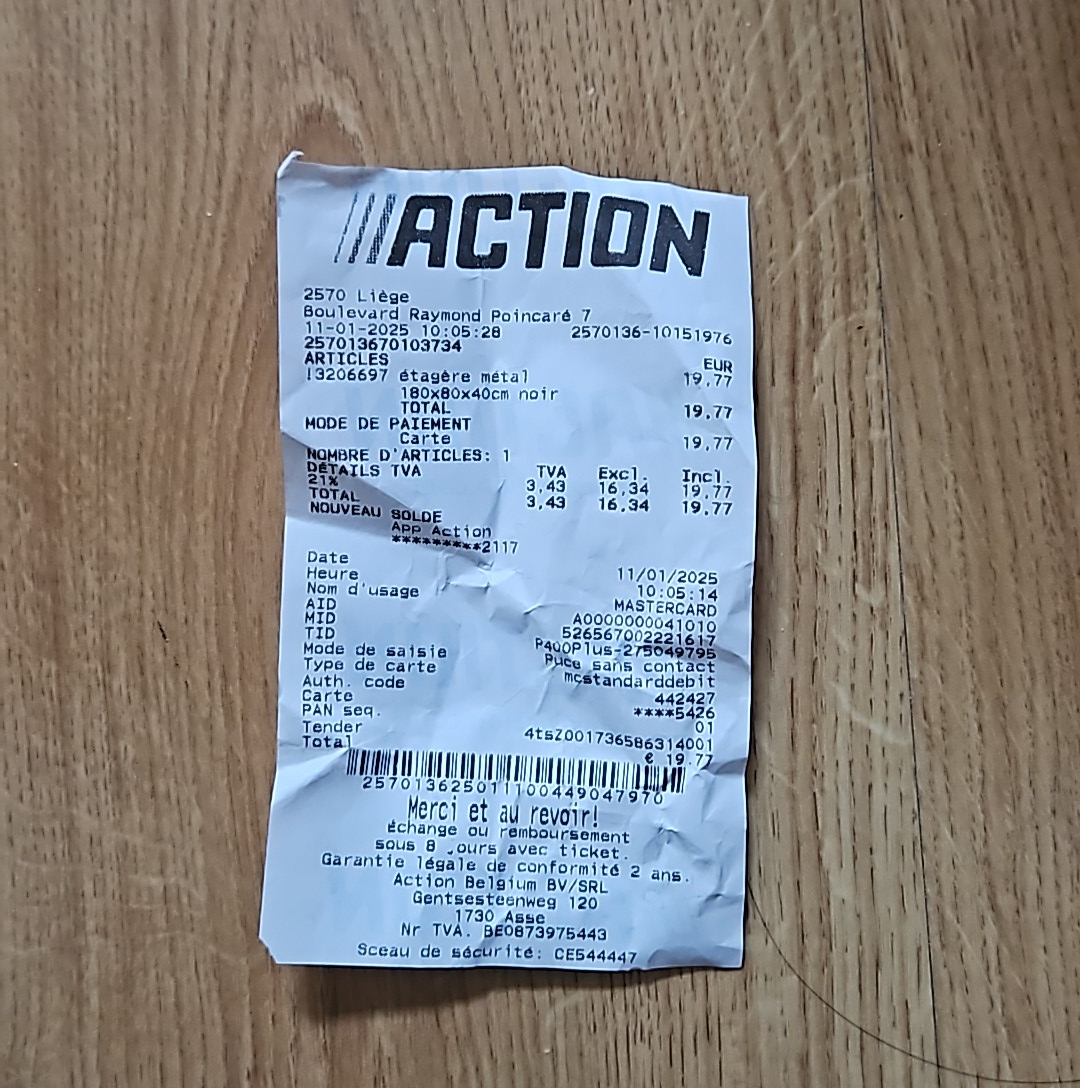 ACTION
2570 Liège
Boulevard Raymond Poincaré 7
11-01-2025 10:05:28 2570136-10151976
257013670103734
ARTICLES EUR
!3206697 étagère métal 19,77
180x80x40cm noir
TOTAL 19,77
MODE DE PAIEMENT
Carte 19,77
NOMBRE D'ARTICLES: 1
DÉTAILS TVA TVA Excl. Incl.
21% 3,43 16,34 19,77
TOTAL 3,43 16,34 19,77
NOUVEAU SOLDE
App Action
*********2117
Date 11/01/2025
Heure 10:05:14
Nom d'usage MASTERCARD
AID A0000000041010
MID 526567002221617
TID P400Plus-275049795
Mode de saisie Puce sans contact
Type de carte mcstandarddebit
Auth. code 442427
Carte ****5426
PAN seq. 01
Tender 4tsZ001736586314001
Total € 19.77
2570136250111100449047970
Merci et au revoir!
échange ou remboursement
sous 8 jours avec ticket.
Garantie légale de conformité 2 ans.
Action Belgium BV/SRL
Gentsesteenweg 120
1730 Asse
Nr TVA. BE0873975443
Sceau de sécurité: CE544447